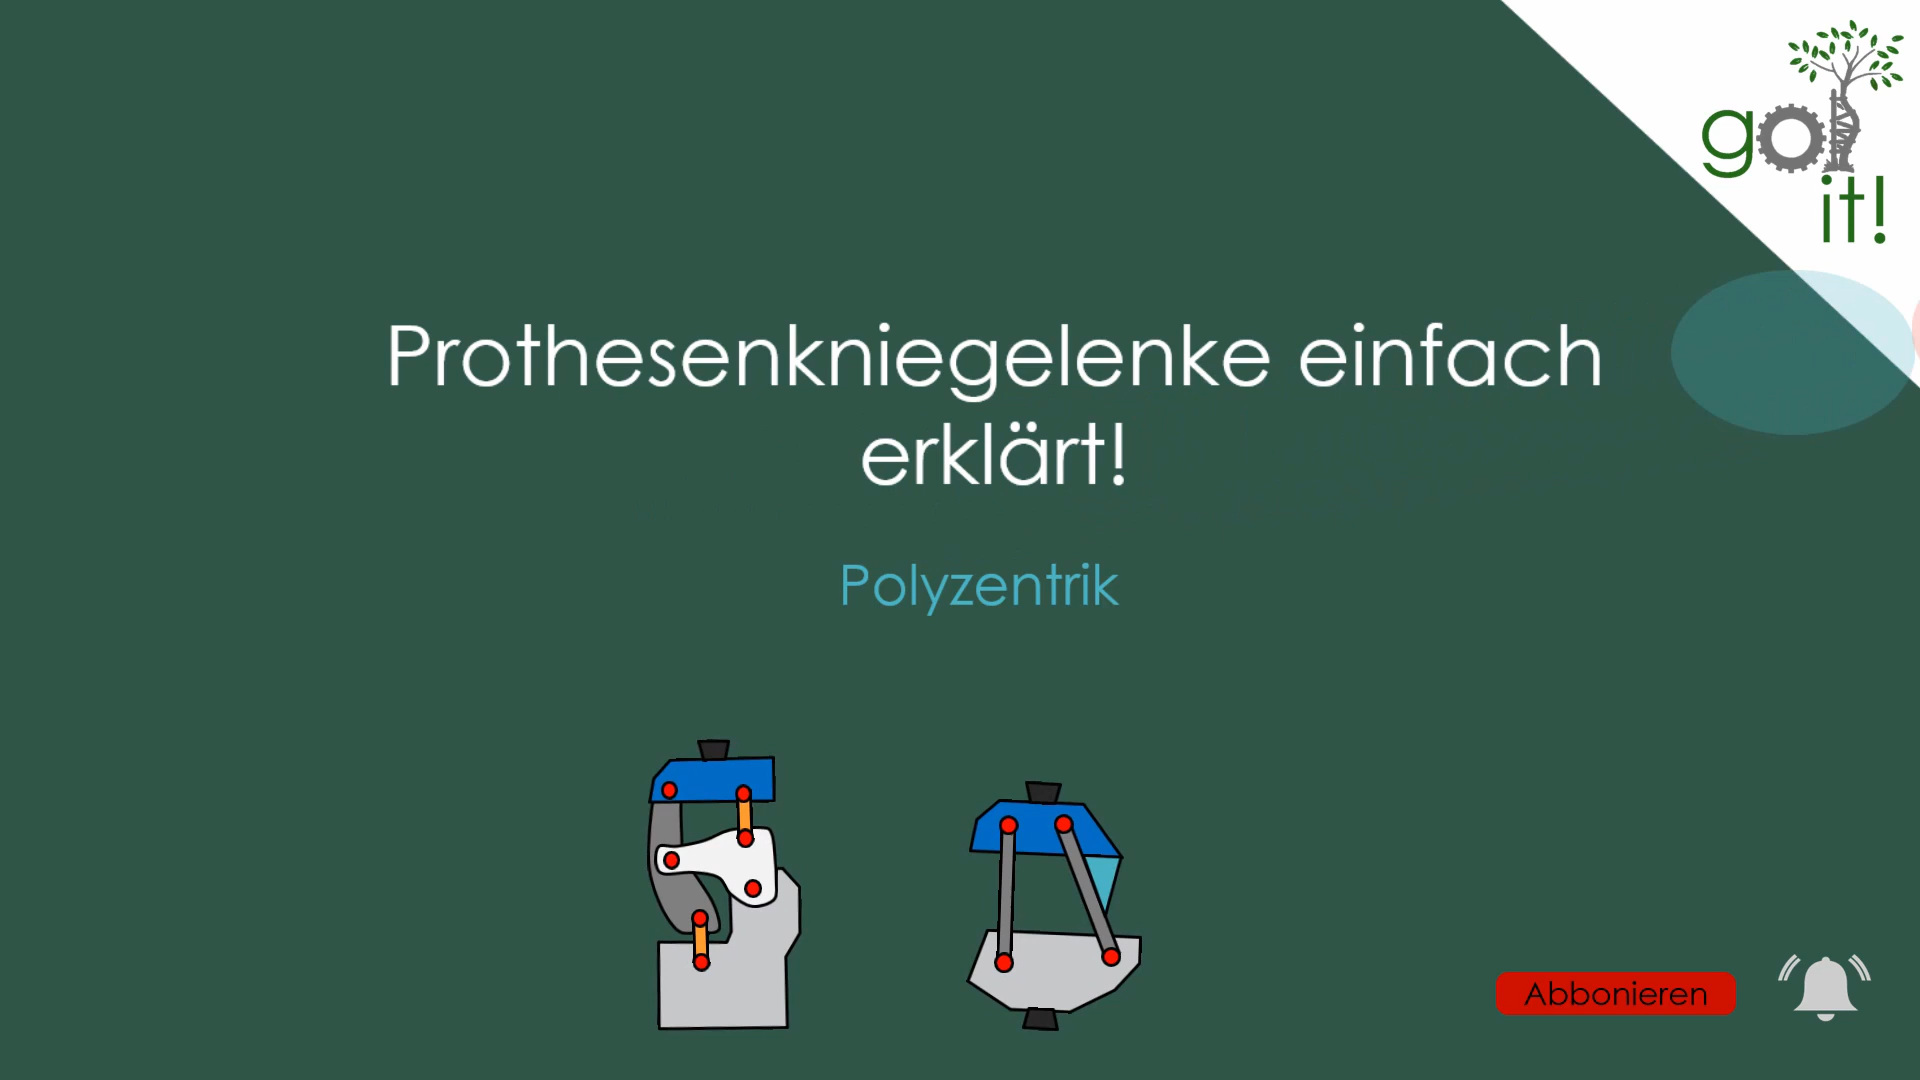 go
it!
Prothesenkniegelenke einfach
erklärt!
Polyzentrik
Abbonieren